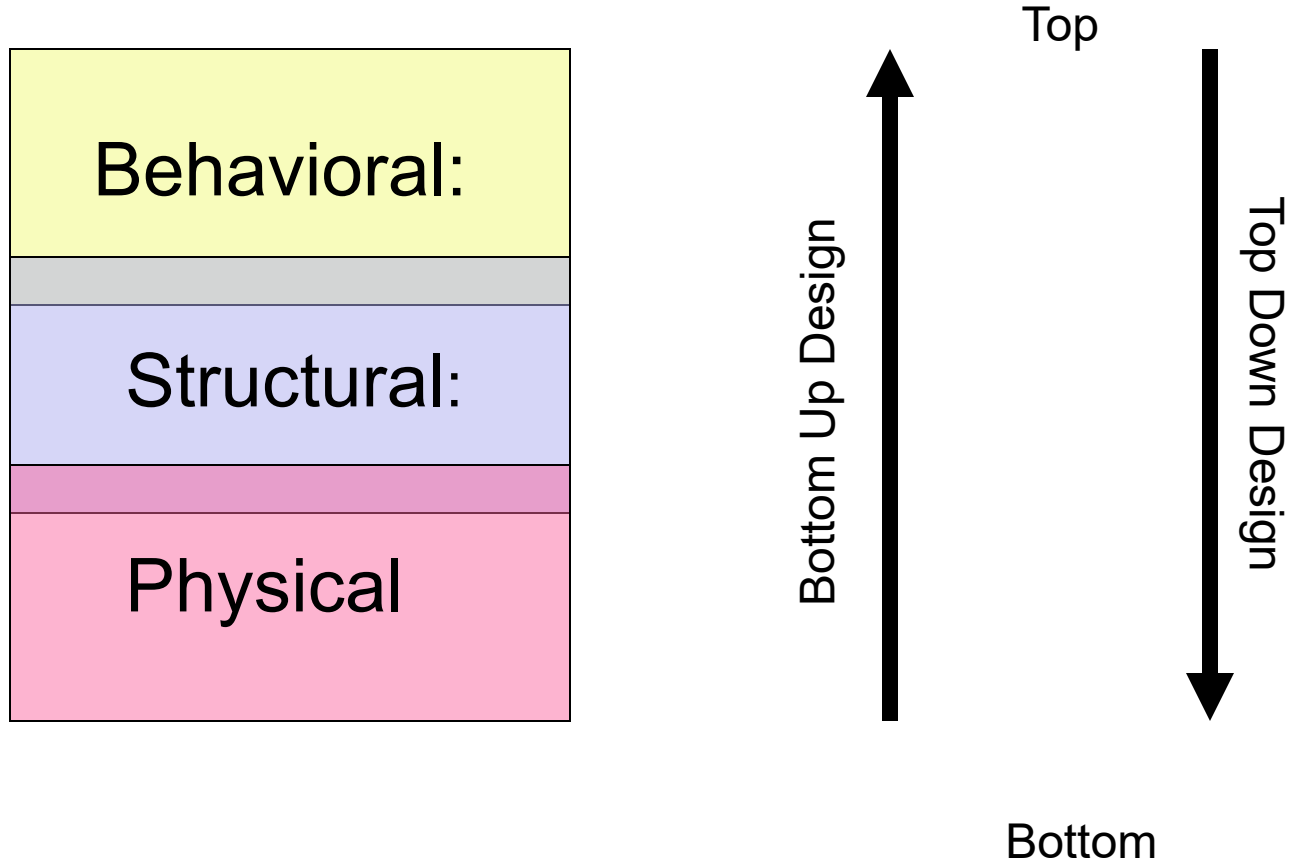 Top
Behavioral:
Structural:
Physical
Bottom Up Design
Top Down Design
Bottom